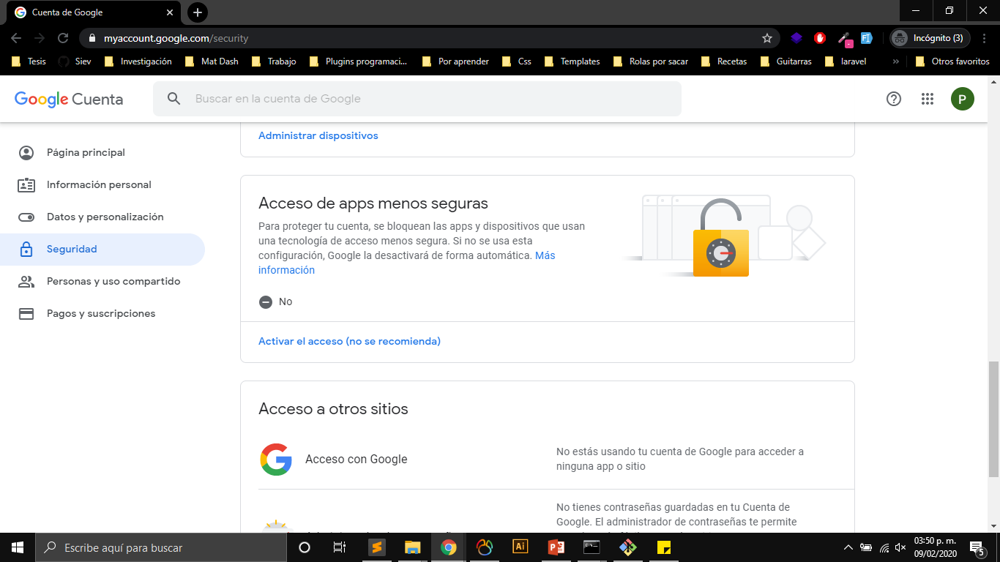 Cuenta de Google
myaccount.google.com/security
Incógnito (3)
Tesis
Siev
Investigación
Mat Dash
Trabajo
Plugins programaci...
Por aprender
Css
Templates
Rolas por sacar
Recetas
Guitarras
laravel
»
Otros favoritos
Google Cuenta
Buscar en la cuenta de Google
P
Página principal
Información personal
Datos y personalización
Seguridad
Personas y uso compartido
Pagos y suscripciones
Administrar dispositivos
Acceso de apps menos seguras
Para proteger tu cuenta, se bloquean las apps y dispositivos que usan
una tecnología de acceso menos segura. Si no se usa esta
configuración, Google la desactivará de forma automática. Más
información
No
Activar el acceso (no se recomienda)
Acceso a otros sitios
Acceso con Google
No estás usando tu cuenta de Google para acceder a
ninguna app o sitio
No tienes contraseñas guardadas en tu Cuenta de
Google. El administrador de contraseñas te permite
Escribe aquí para buscar
Ai
03:50 p. m.
09/02/2020
5